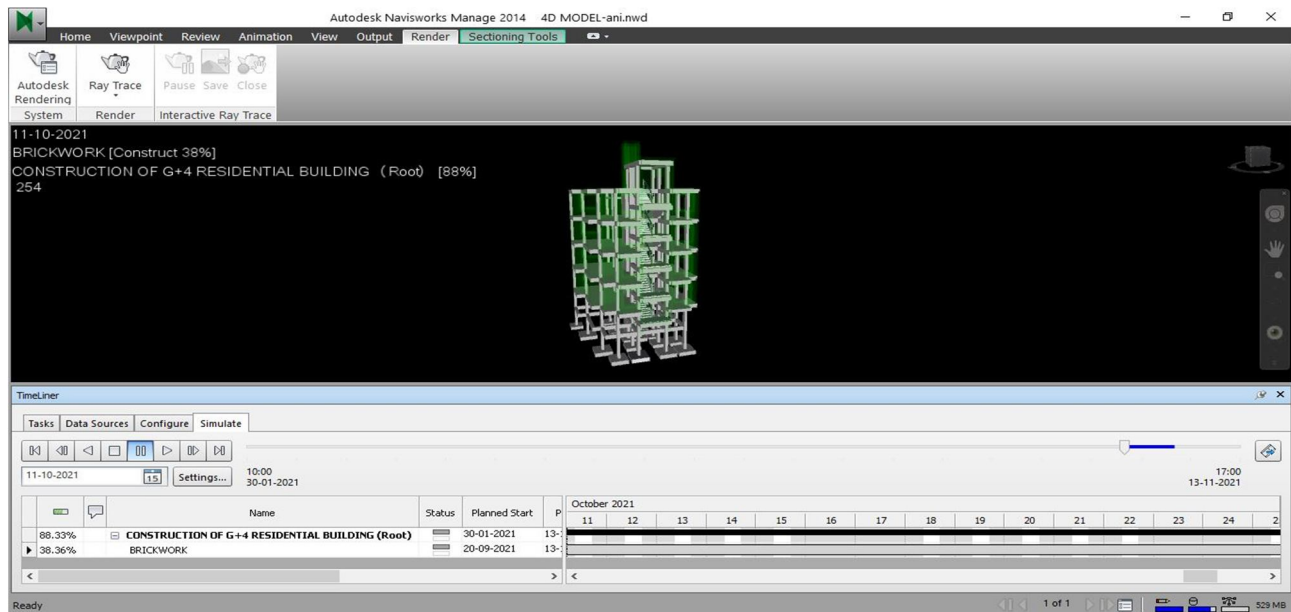 Autodesk Navisworks Manage 2014 4D MODEL-ani.nwd
Home Viewpoint Review Animation View Output Render Sectioning Tools
Autodesk Rendering
Ray Trace
Pause Save Close
System Render Interactive Ray Trace
11-10-2021
BRICKWORK [Construct 38%]
CONSTRUCTION OF G+4 RESIDENTIAL BUILDING (Root) [88%]
254
TimeLiner
Tasks Data Sources Configure Simulate
11-10-2021 15 Settings...
10:00
30-01-2021
17:00
13-11-2021
Name Status Planned Start P
October 2021
11 12 13 14 15 16 17 18 19 20 21 22 23 24 2
88.33% CONSTRUCTION OF G+4 RESIDENTIAL BUILDING (Root) 30-01-2021 13-
38.36% BRICKWORK 20-09-2021 13-
Ready
1 of 1
529 MB